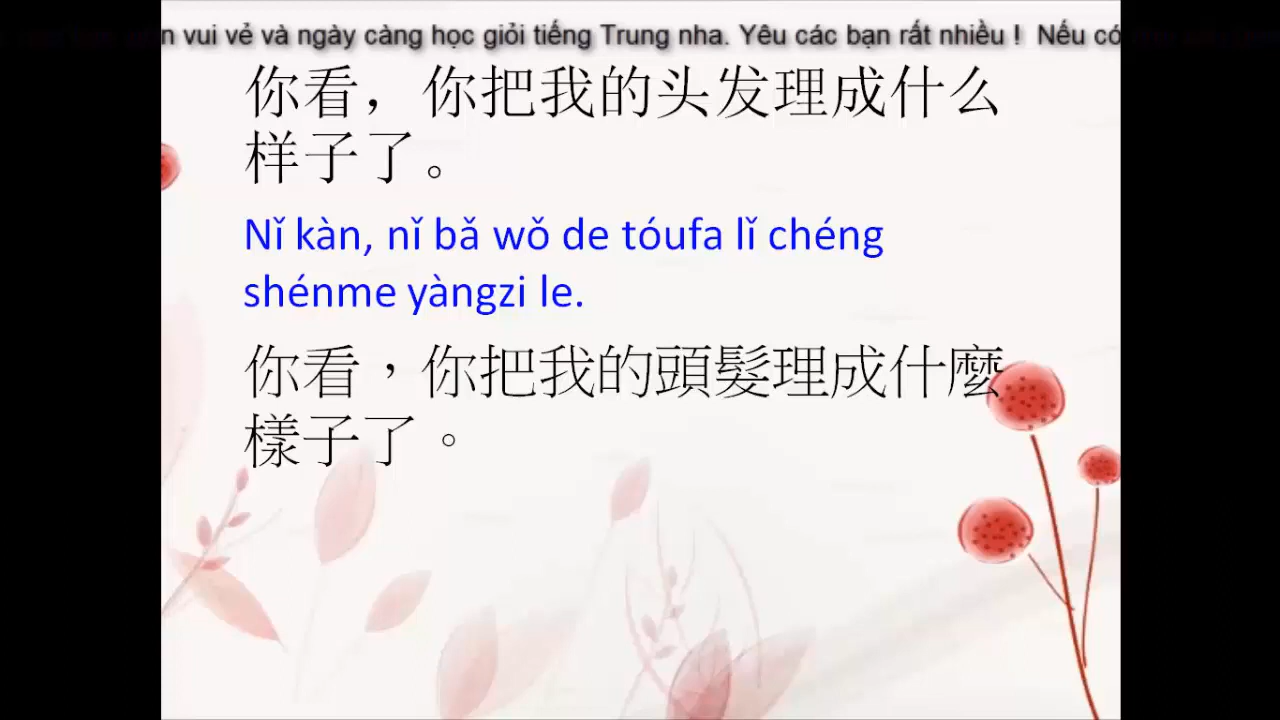 vui vẻ và ngày càng học giỏi tiếng Trung nha. Yêu các bạn rất nhiều ! Nếu có
你看，你把我的头发理成什么
样子了。
Nǐ kàn, nǐ bǎ wǒ de tóufa lǐ chéng
shénme yàngzi le.
你看，你把我的頭髮理成什麼
樣子了。